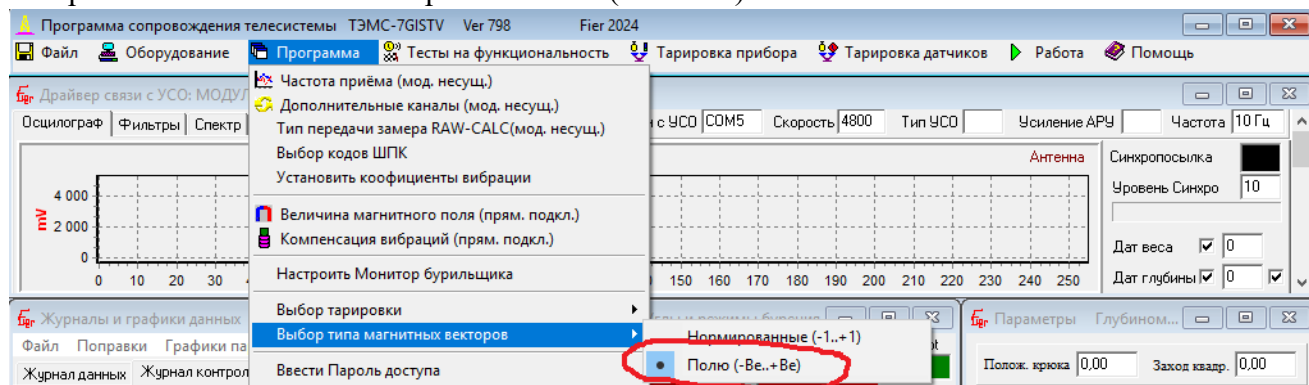 Программа сопровождения телесистемы ТЭМС-7GISTV Ver 798 Fier 2024
Файл Оборудование Программа Тесты на функциональность Тарировка прибора Тарировка датчиков Работа Помощь
Частота приёма (мод. несущ.)
Дополнительные каналы (мод. несущ.)
Тип передачи замера RAW-CALC(мод. несущ.)
Выбор кодов ШПК
Установить коофициенты вибрации
Величина магнитного поля (прям. подкл.)
Компенсация вибраций (прям. подкл.)
Настроить Монитор бурильщика
Выбор тарировки
Выбор типа магнитных векторов
Ввести Пароль доступа
Нормированные (-1..+1)
Полю (-Be..+Be)
Драйвер связи с УСО: МОДУЛ
Осцилограф Фильтры Спектр
с УСО COM5 Скорость 4800 Тип УСО Усиление АРУ Частота 10 Гц
Антенна
mV
4 000
2 000
0
0 10 20 30
150 160 170 180 190 200 210 220 230 240 250
Синхропосылка
Уровень Синхро 10
Дат веса 0
Дат глубины 0
Журналы и графики данных
Файл Поправки Графики па
Журнал данных Журнал контрол
Параметры Глубином...
Полож. крюка 0,00 Заход квадр. 0,00